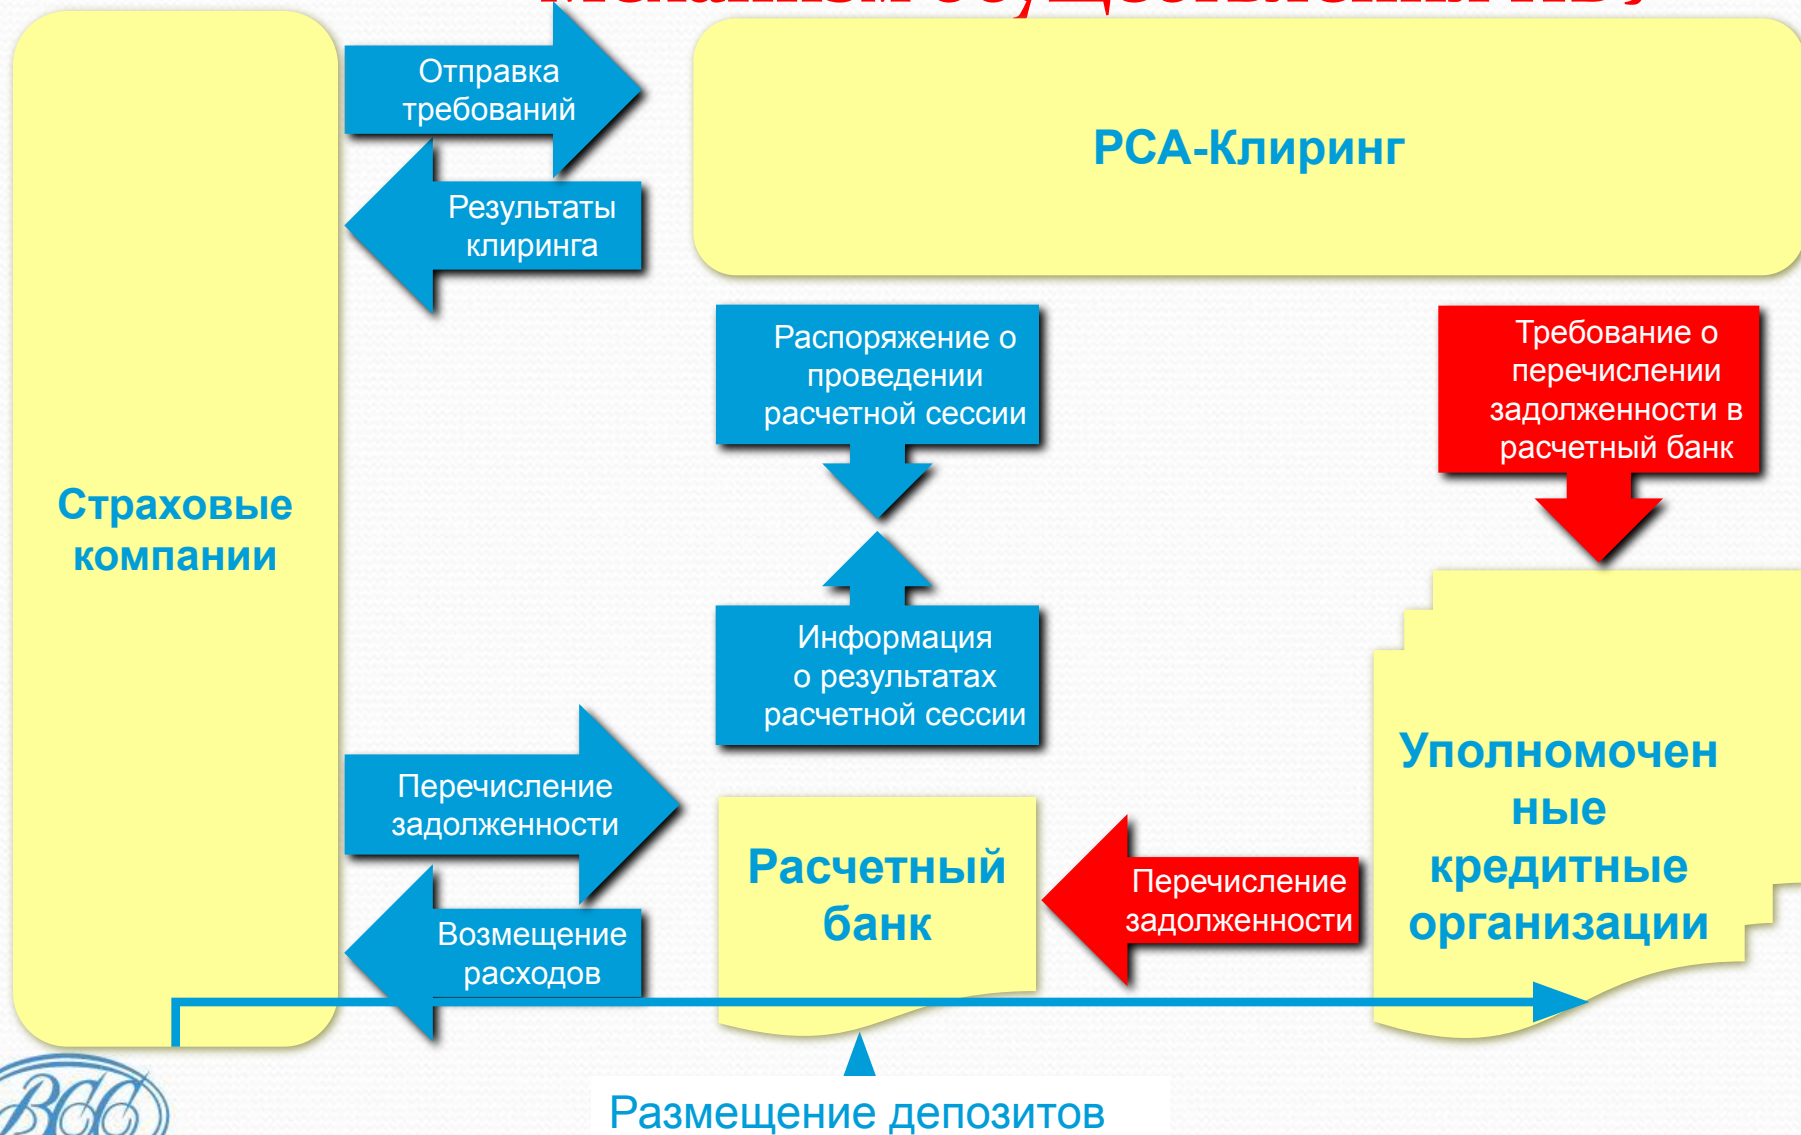 Отправка
требований
РСА-Клиринг
Результаты
клиринга
Распоряжение о
проведении
расчетной сессии
Требование о
перечислении
задолженности в
расчетный банк
Страховые
компании
Информация
о результатах
расчетной сессии
Перечисление
задолженности
Расчетный
банк
Перечисление
задолженности
Уполномочен
ные
кредитные
организации
Возмещение
расходов
ВСС
Размещение депозитов